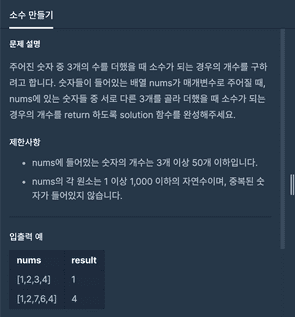 소수 만들기
문제 설명
주어진 숫자 중 3개의 수를 더했을 때 소수가 되는 경우의 개수를 구하
려고 합니다. 숫자들이 들어있는 배열 nums가 매개변수로 주어질 때,
nums에 있는 숫자들 중 서로 다른 3개를 골라 더했을 때 소수가 되는
경우의 개수를 return 하도록 solution 함수를 완성해주세요.
제한사항
• nums에 들어있는 숫자의 개수는 3개 이상 50개 이하입니다.
• nums의 각 원소는 1 이상 1,000 이하의 자연수이며, 중복된 숫
자가 들어있지 않습니다.
입출력 예
nums result
[1,2,3,4] 1
[1,2,7,6,4] 4